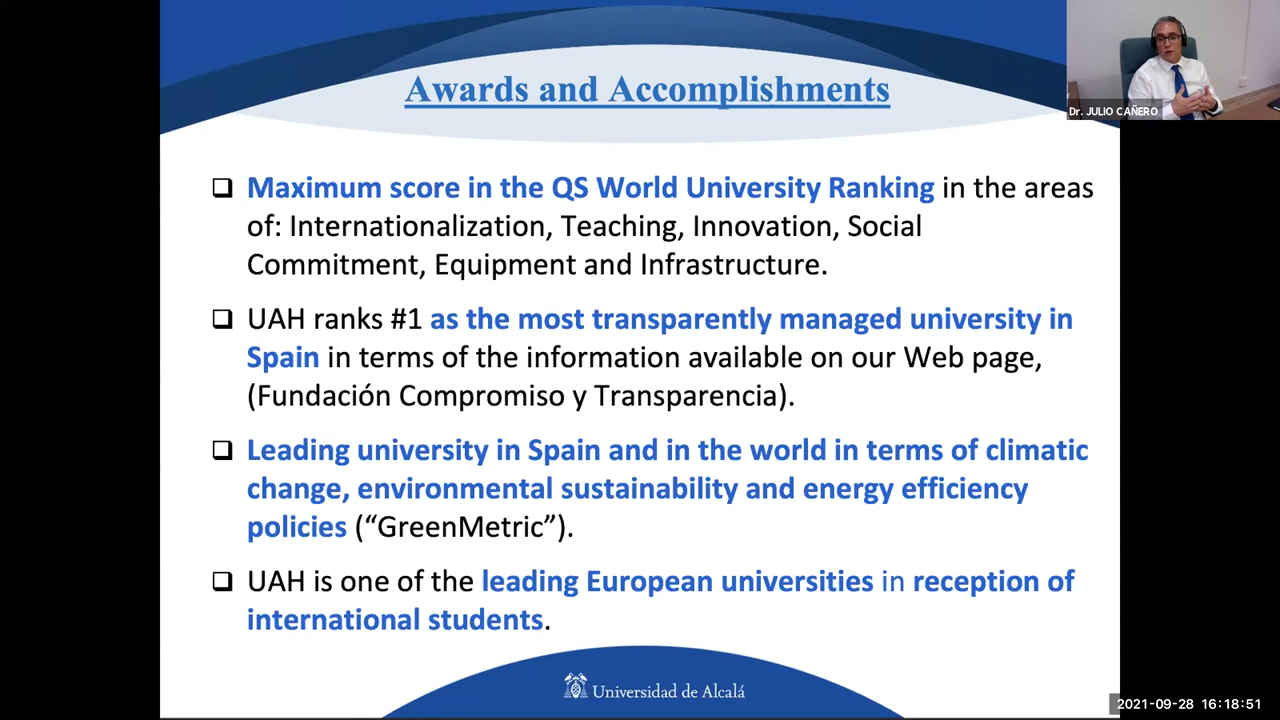 Awards and Accomplishments
Dr. JULIO CAÑERO
❑ Maximum score in the QS World University Ranking in the areas
of: Internationalization, Teaching, Innovation, Social
Commitment, Equipment and Infrastructure.
❑ UAH ranks #1 as the most transparently managed university in
Spain in terms of the information available on our Web page,
(Fundación Compromiso y Transparencia).
❑ Leading university in Spain and in the world in terms of climatic
change, environmental sustainability and energy efficiency
policies (“GreenMetric”).
❑ UAH is one of the leading European universities in reception of
international students.
Universidad de Alcalá
2021-09-28 16:18:51